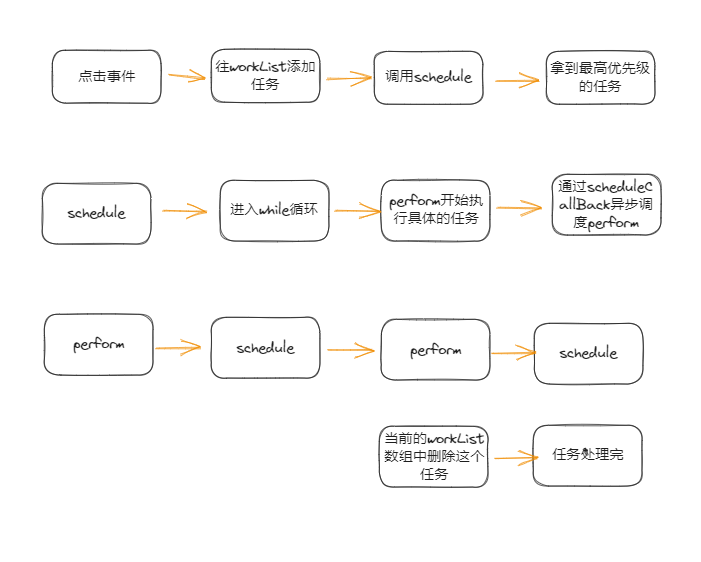 点击事件
往workList添加
任务
调用schedule
拿到最高优先级
的任务
schedule
进入while循环
perform开始执
行具体的任务
通过scheduleC
allBack异步调
度perform
perform
schedule
perform
schedule
当前的workList
数组中删除这个
任务
任务处理完